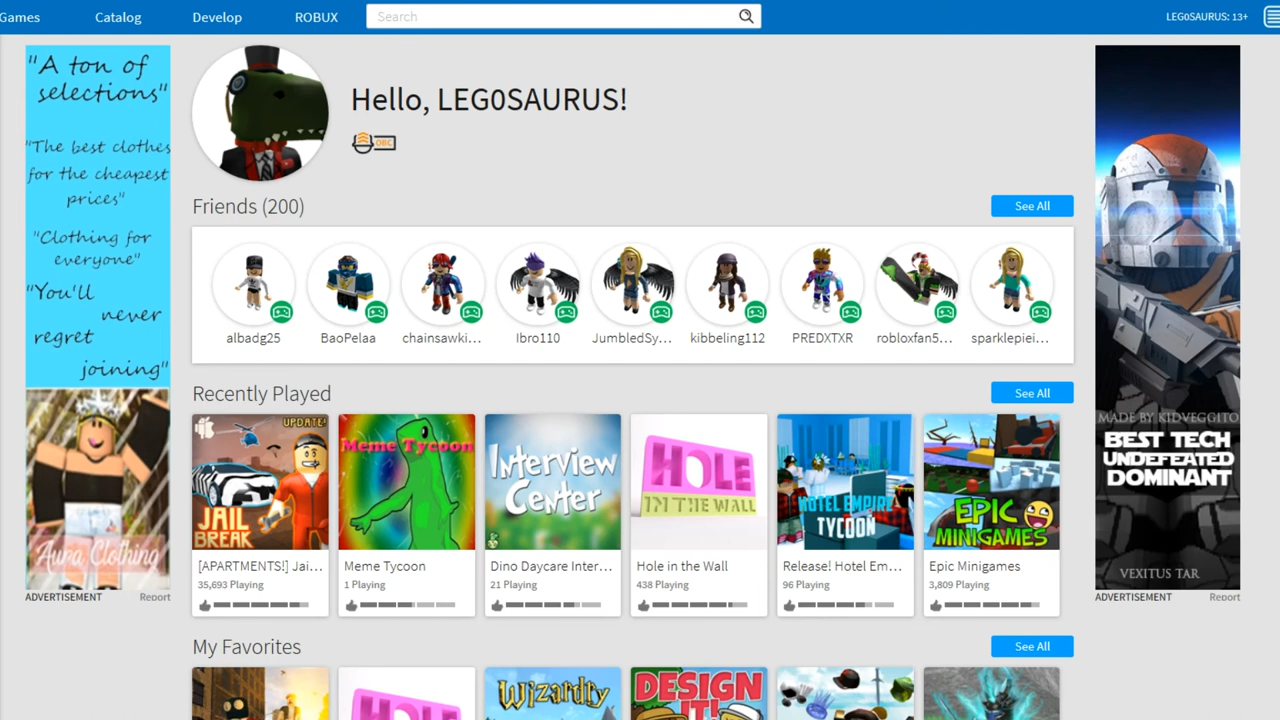 Games
Catalog
Develop
ROBUX
Search
LEG0SAURUS: 13+
"A ton of
selections"
"The best clothes
for the cheapest
prices"
"Clothing for
everyone"
"You'll
never
regret
joining"
Aura Clothing
ADVERTISEMENT
Report
Hello, LEG0SAURUS!
OBC
Friends (200)
See All
albadg25
BaoPelaa
chainsawki...
lbro110
JumbledSy...
kibbeling112
PREDXTXR
robloxfan5...
sparklepiei...
Recently Played
See All
UPDATE!
JAIL
BREAK
Meme Tycoon
Interview
Center
HOLE
IN THE WALL
HOTEL EMPIRE
TYCOON
EPIC
MINIGAMES
[APARTMENTS!] Jai...
35,693 Playing
Meme Tycoon
1 Playing
Dino Daycare Inter...
21 Playing
Hole in the Wall
438 Playing
Release! Hotel Em...
96 Playing
Epic Minigames
3,809 Playing
My Favorites
See All
HOLE
Wizardry
DESIGN
IT!
MADE BY KIDVEGGITO
BEST TECH
UNDEFEATED
DOMINANT
VEXITUS TAR
ADVERTISEMENT
Report